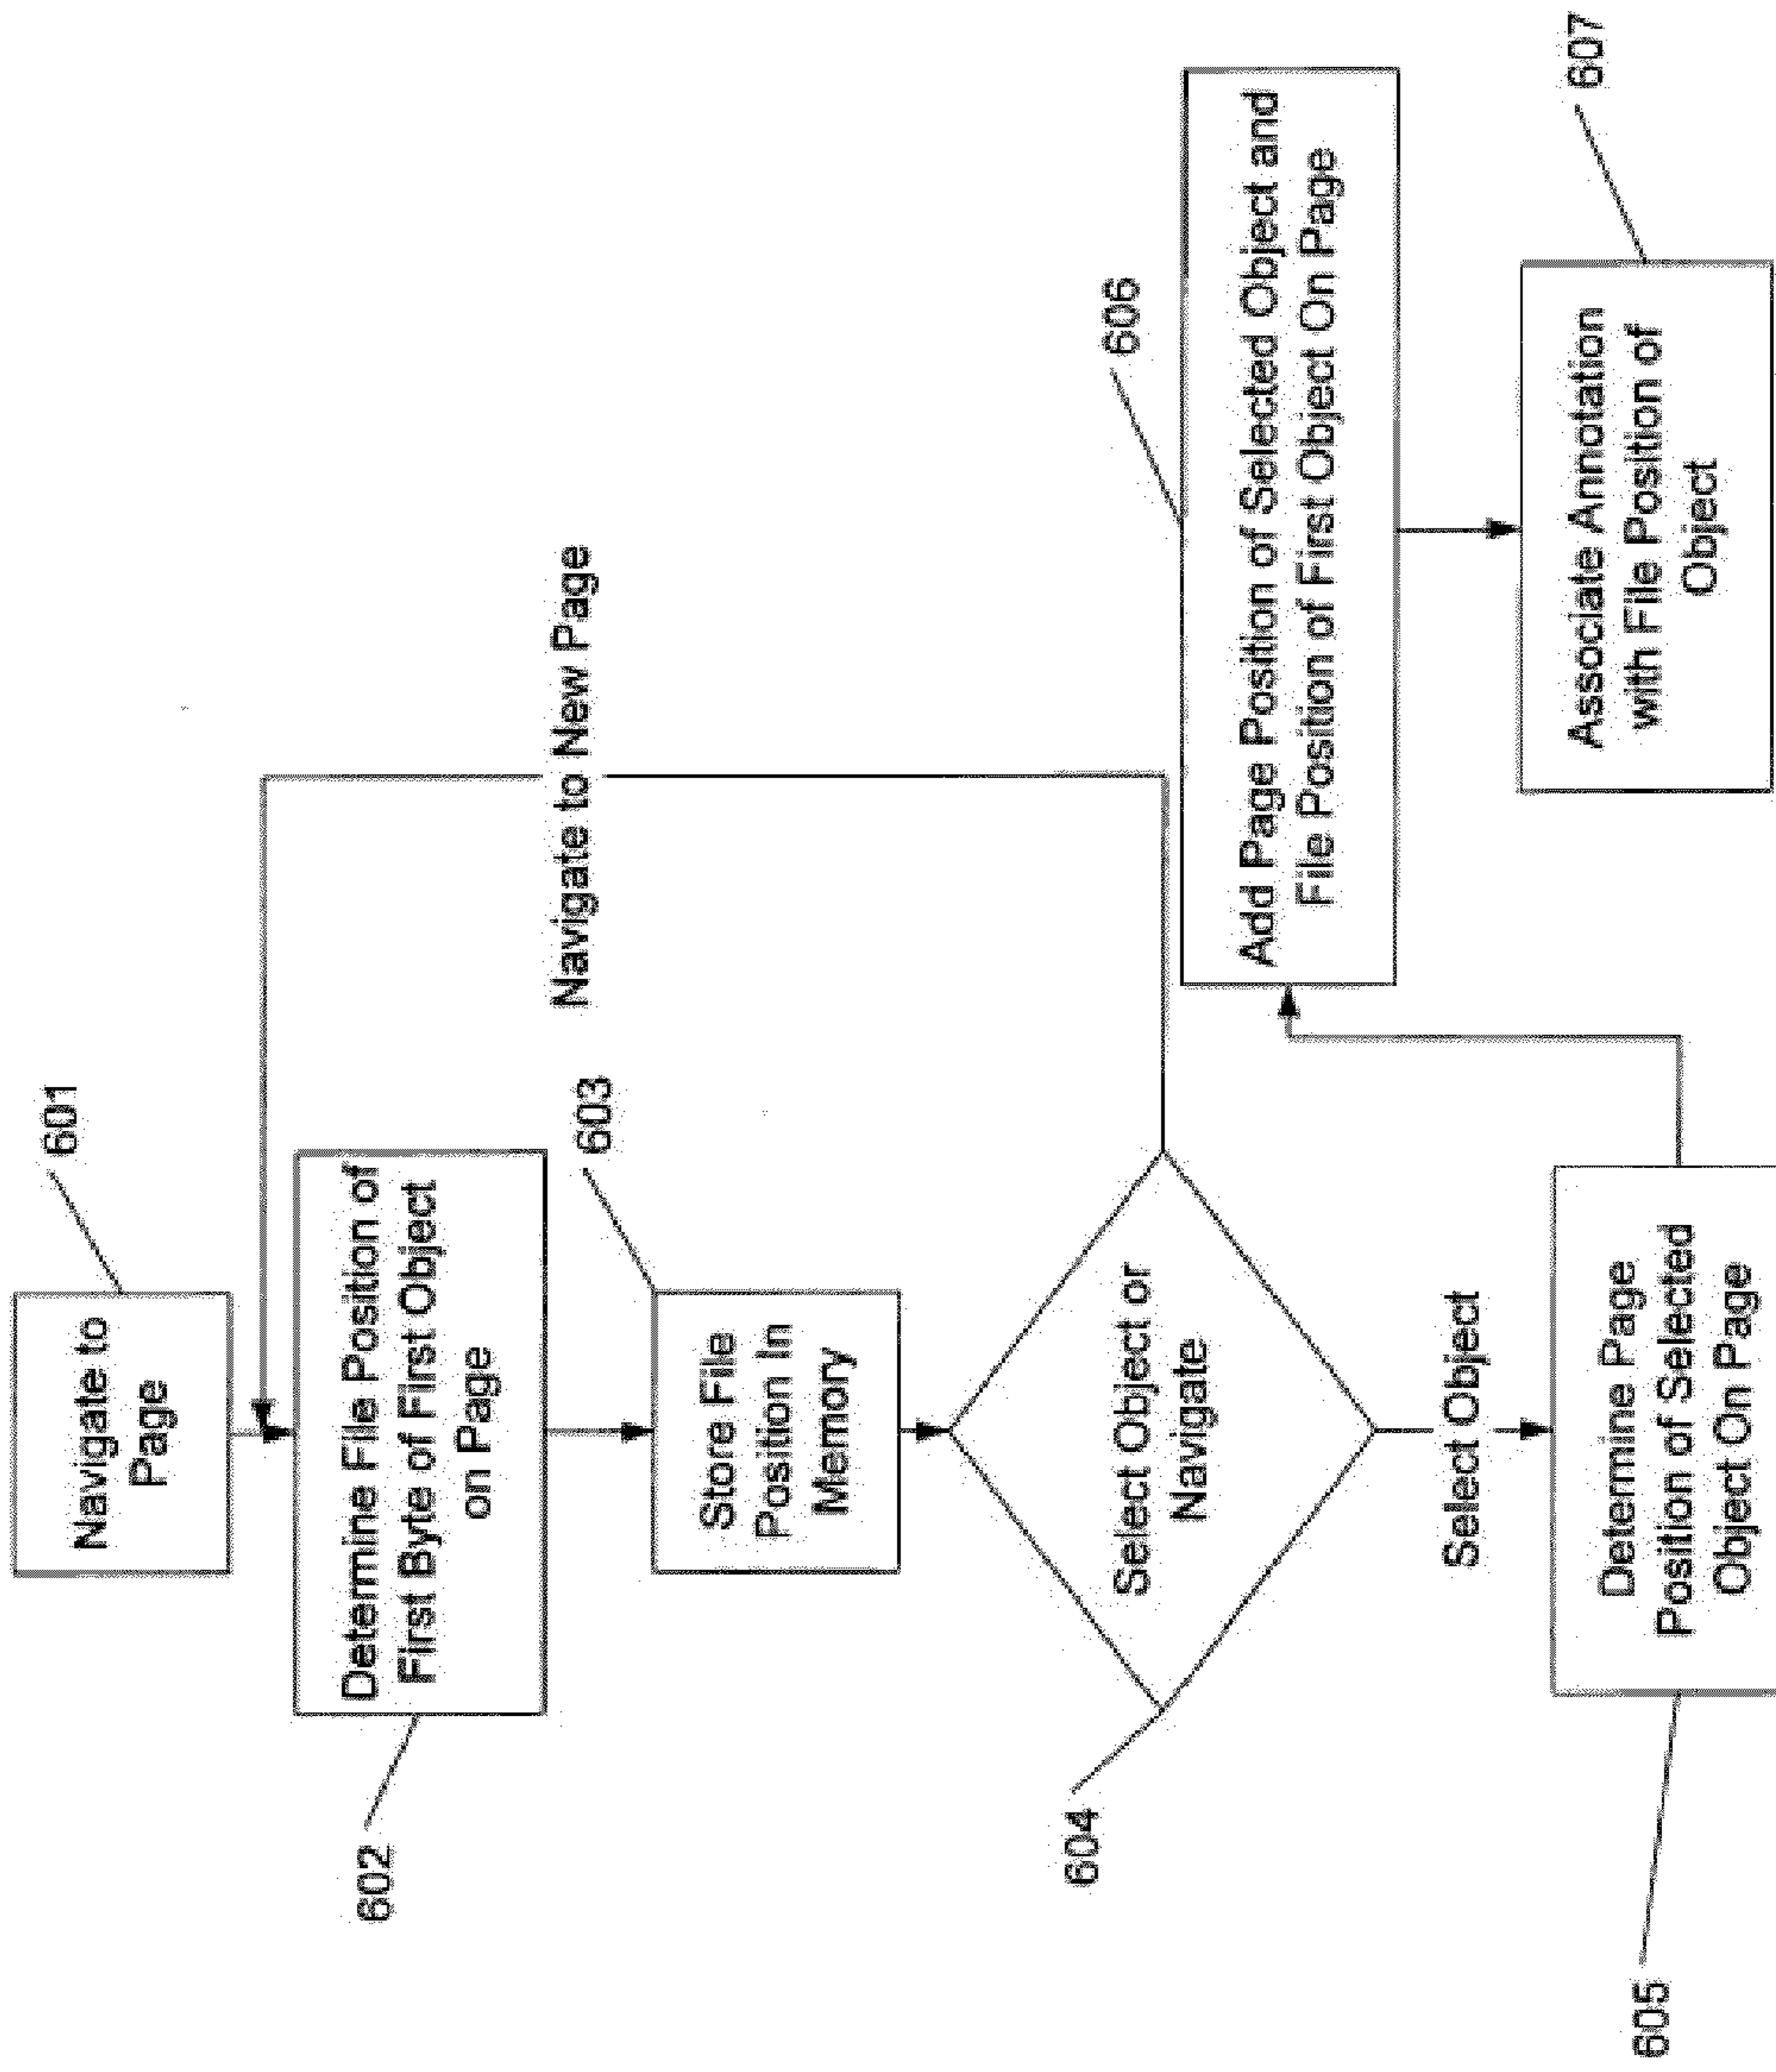 601
Navigate to
Page
602
Determine File Position of
First Byte of First Object
on Page
603
Store File
Position In
Memory
Navigate to New Page
604
Select Object or
Navigate
Select Object
605
Determine Page
Position of Selected
Object On Page
606
Add Page Position of Selected Object and
File Position of First Object On Page
607
Associate Annotation
with File Position of
Object